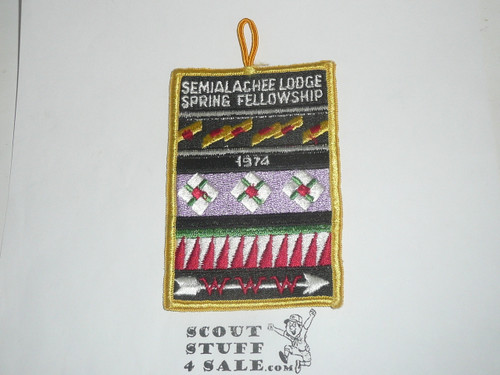 SEMIALACHEE LODGE
SPRING FELLOWSHIP
1974
WWW
SCOUT
STUFF
4 SALE.com